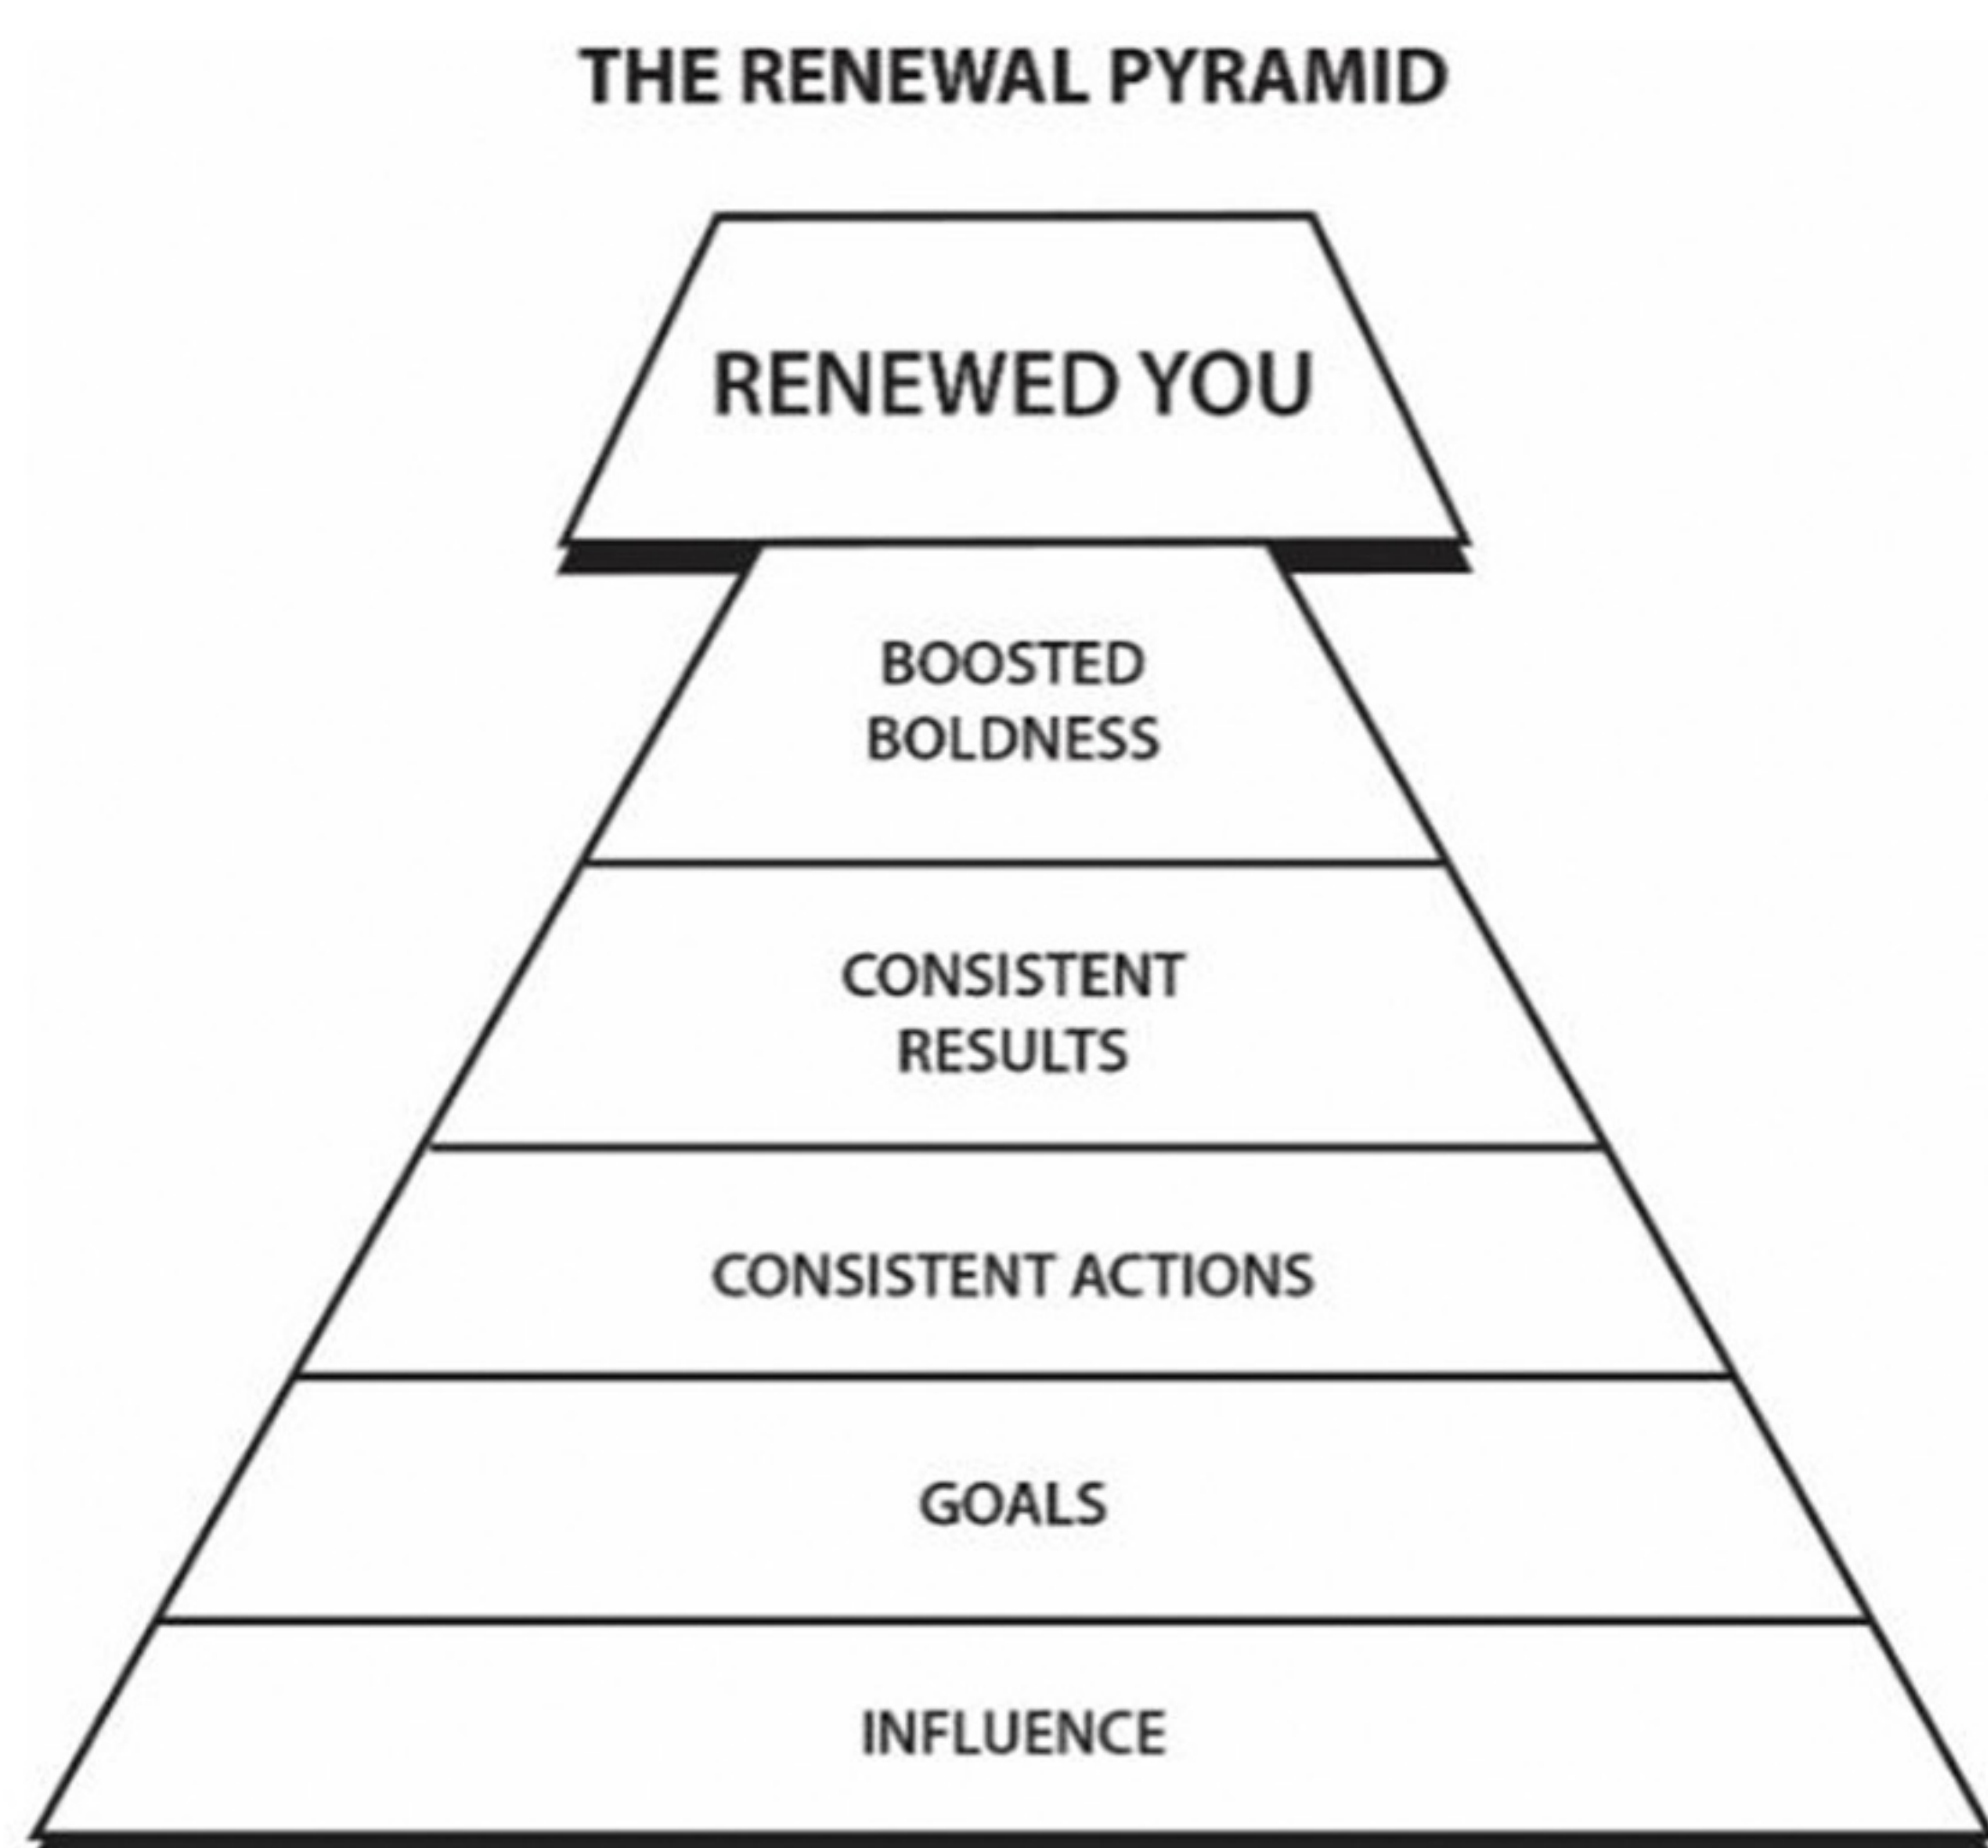 THE RENEWAL PYRAMID
RENEWED YOU
BOOSTED
BOLDNESS
CONSISTENT
RESULTS
CONSISTENT ACTIONS
GOALS
INFLUENCE